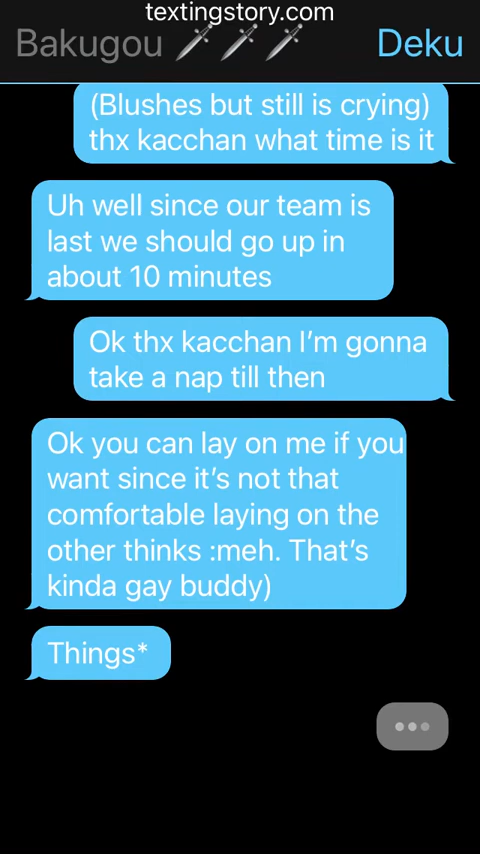 textingstory.com
Bakugou 🗡️🗡️🗡️ Deku
(Blushes but still is crying)
thx kacchan what time is it
Uh well since our team is
last we should go up in
about 10 minutes
Ok thx kacchan I’m gonna
take a nap till then
Ok you can lay on me if you
want since it’s not that
comfortable laying on the
other thinks :meh. That’s
kinda gay buddy)
Things*